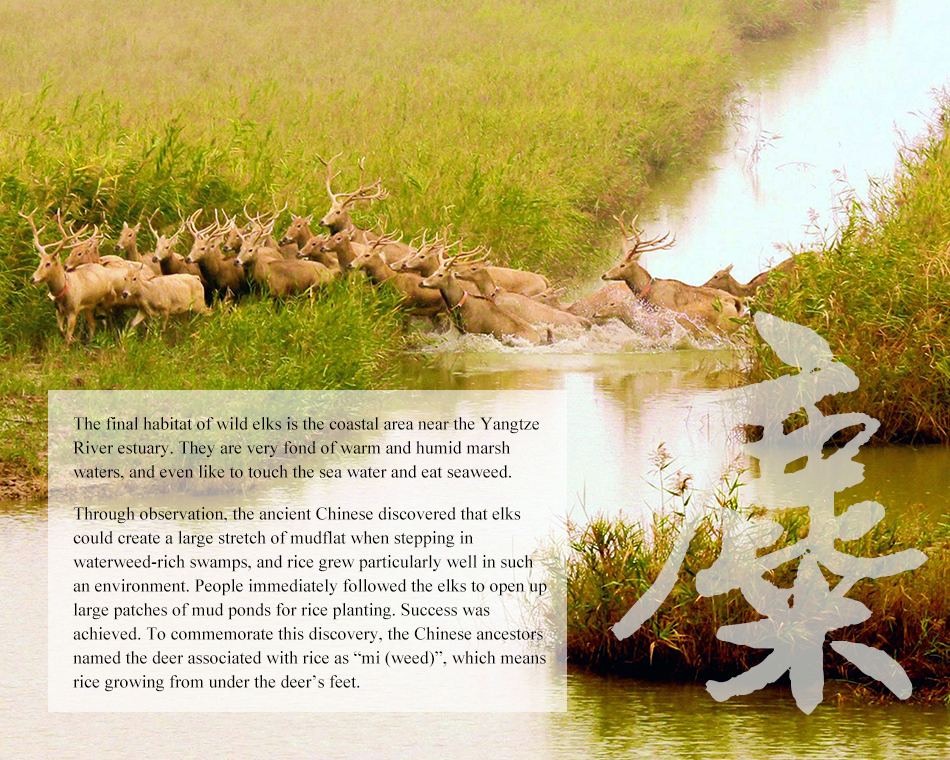 The final habitat of wild elks is the coastal area near the Yangtze
River estuary. They are very fond of warm and humid marsh
waters, and even like to touch the sea water and eat seaweed.
Through observation, the ancient Chinese discovered that elks
could create a large stretch of mudflat when stepping in
waterweed-rich swamps, and rice grew particularly well in such
an environment. People immediately followed the elks to open up
large patches of mud ponds for rice planting. Success was
achieved. To commemorate this discovery, the Chinese ancestors
named the deer associated with rice as “mi (weed)”, which means
rice growing from under the deer’s feet.